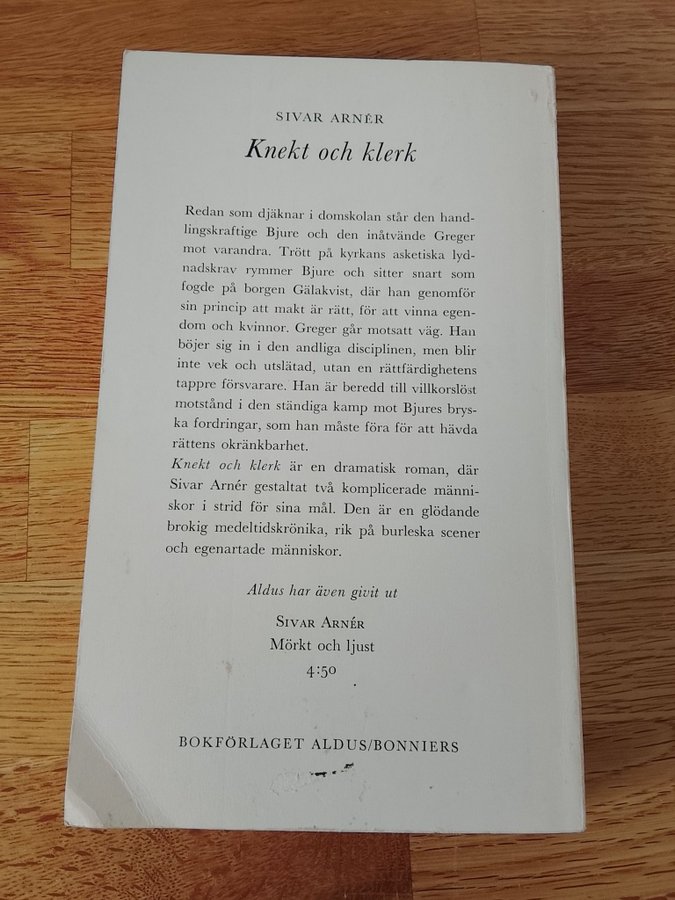 SIVAR ARNÉR
Knekt och klerk
Redan som djäknar i domskolan står den hand-
lingskraftige Bjure och den inåtvände Greger
mot varandra. Trött på kyrkans asketiska lyd-
nadskrav rymmer Bjure och sitter snart som
fogde på borgen Gälakvist, där han genomför
sin princip att makt är rätt, för att vinna egen-
dom och kvinnor. Greger går motsatt väg. Han
böjer sig in i den andliga disciplinen, men blir
inte vek och utslätad, utan en rättfärdighetens
tappre försvarare. Han är beredd till villkorslöst
motstånd i den ständiga kamp mot Bjures brys-
ka fordringar, som han måste föra för att hävda
rättens okränkbarhet.
Knekt och klerk är en dramatisk roman, där
Sivar Arnér gestaltat två komplicerade männi-
skor i strid för sina mål. Den är en glödande
brokig medeltidskrönika, rik på burleska scener
och egenartade människor.
Aldus har även givit ut
SIVAR ARNÉR
Mörkt och ljust
4:50
BOKFÖRLAGET ALDUS/BONNIERS